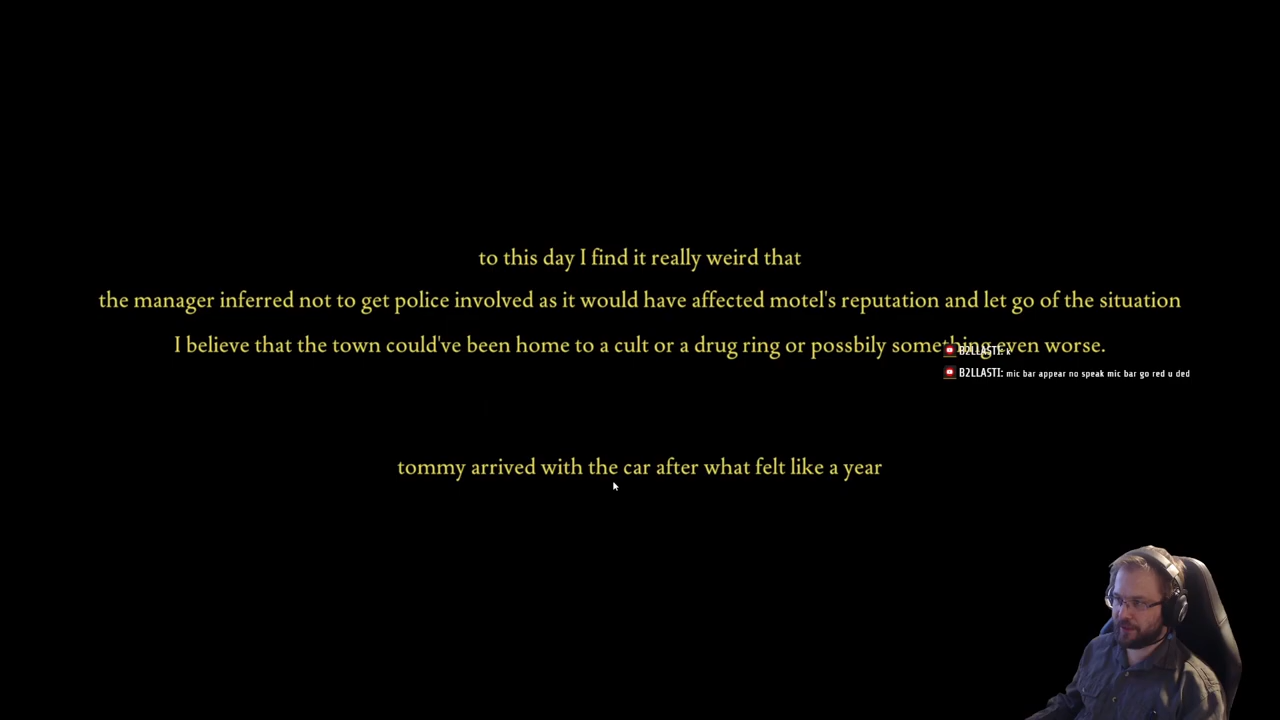 to this day I find it really weird that
the manager inferred not to get police involved as it would have affected motel's reputation and let go of the situation
I believe that the town could've been home to a cult or a drug ring or possbily something even worse.
B2LLASTI: k
B2LLASTI: mic bar appear no speak mic bar go red u ded
tommy arrived with the car after what felt like a year